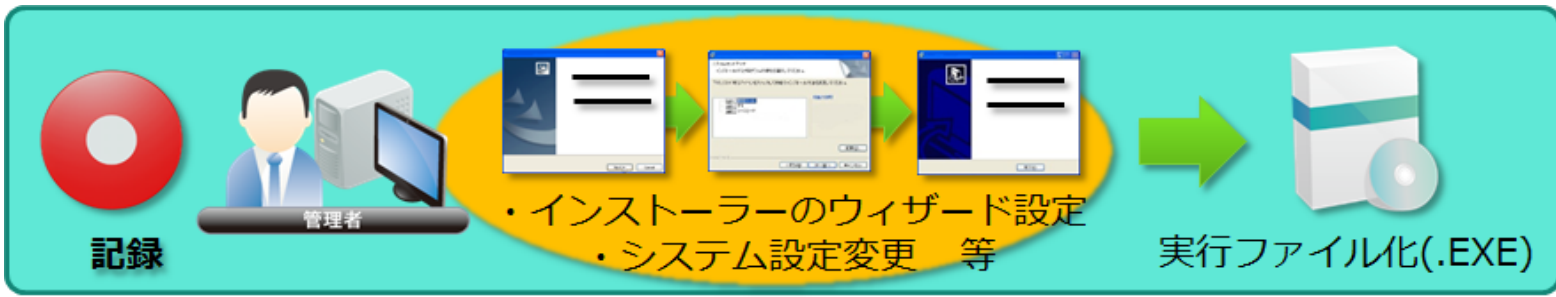 記録
管理者
・インストーラーのウィザード設定
・システム設定変更　等
実行ファイル化(.EXE)